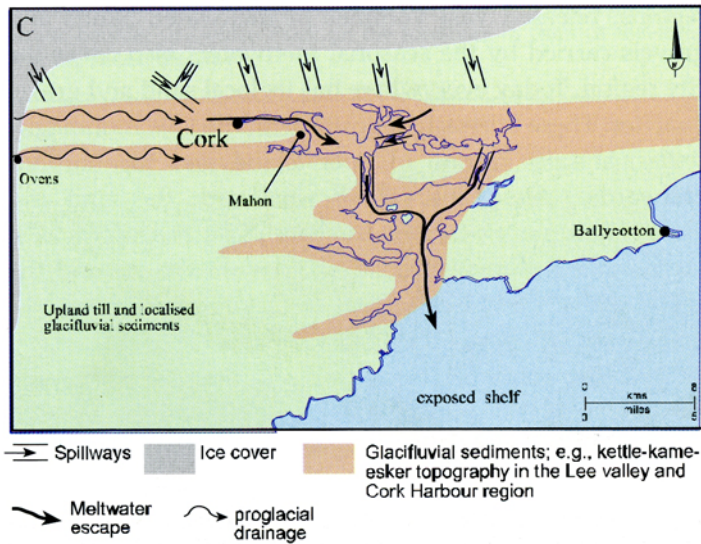 C
N
Cork
Ovens
Mahon
Ballycotton
Upland till and localised
glacifluvial sediments
exposed shelf
0 8
kms
miles
0 5
Spillways
Ice cover
Glacifluvial sediments; e.g., kettle-kame-
esker topography in the Lee valley and
Cork Harbour region
Meltwater
escape
proglacial
drainage